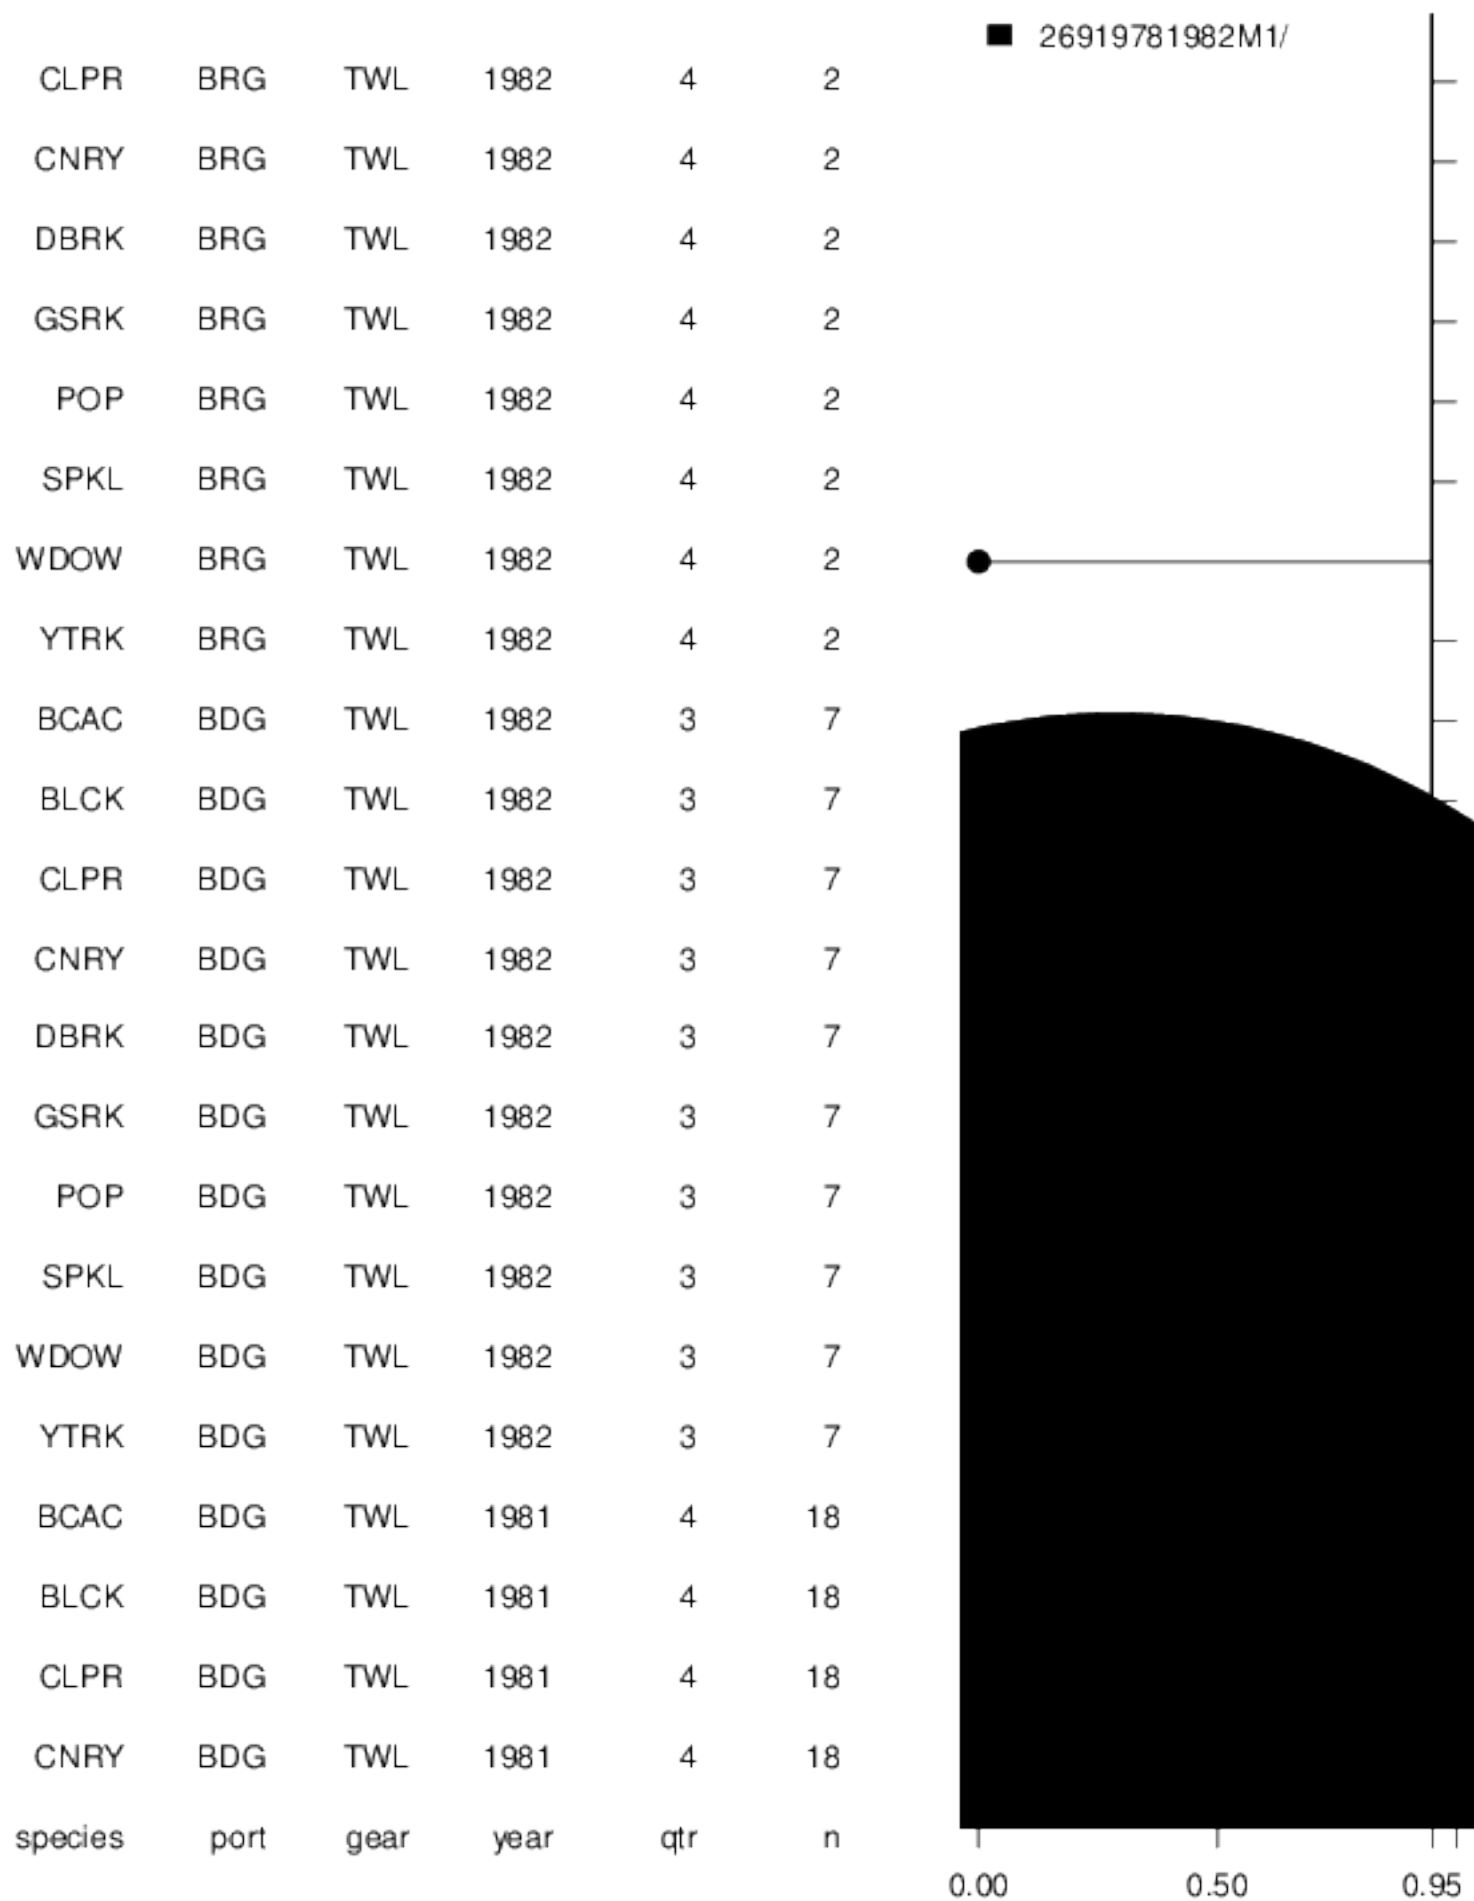 26919781982M1/
CLPR BRG TWL 1982 4 2
CNRY BRG TWL 1982 4 2
DBRK BRG TWL 1982 4 2
GSRK BRG TWL 1982 4 2
POP BRG TWL 1982 4 2
SPKL BRG TWL 1982 4 2
WDOW BRG TWL 1982 4 2
YTRK BRG TWL 1982 4 2
BCAC BDG TWL 1982 3 7
BLCK BDG TWL 1982 3 7
CLPR BDG TWL 1982 3 7
CNRY BDG TWL 1982 3 7
DBRK BDG TWL 1982 3 7
GSRK BDG TWL 1982 3 7
POP BDG TWL 1982 3 7
SPKL BDG TWL 1982 3 7
WDOW BDG TWL 1982 3 7
YTRK BDG TWL 1982 3 7
BCAC BDG TWL 1981 4 18
BLCK BDG TWL 1981 4 18
CLPR BDG TWL 1981 4 18
CNRY BDG TWL 1981 4 18
species port gear year qtr n
0.00 0.50 0.95